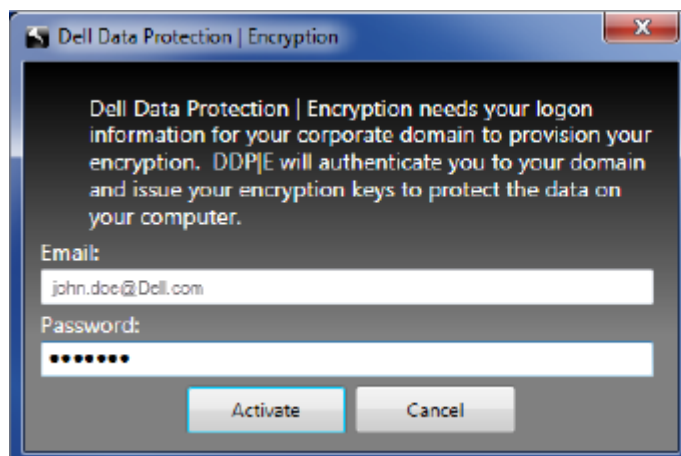 Dell Data Protection | Encryption
Dell Data Protection | Encryption needs your logon
information for your corporate domain to provision your
encryption. DDP|E will authenticate you to your domain
and issue your encryption keys to protect the data on
your computer.
Email:
john.doe@Dell.com
Password:
•••••••
Activate
Cancel